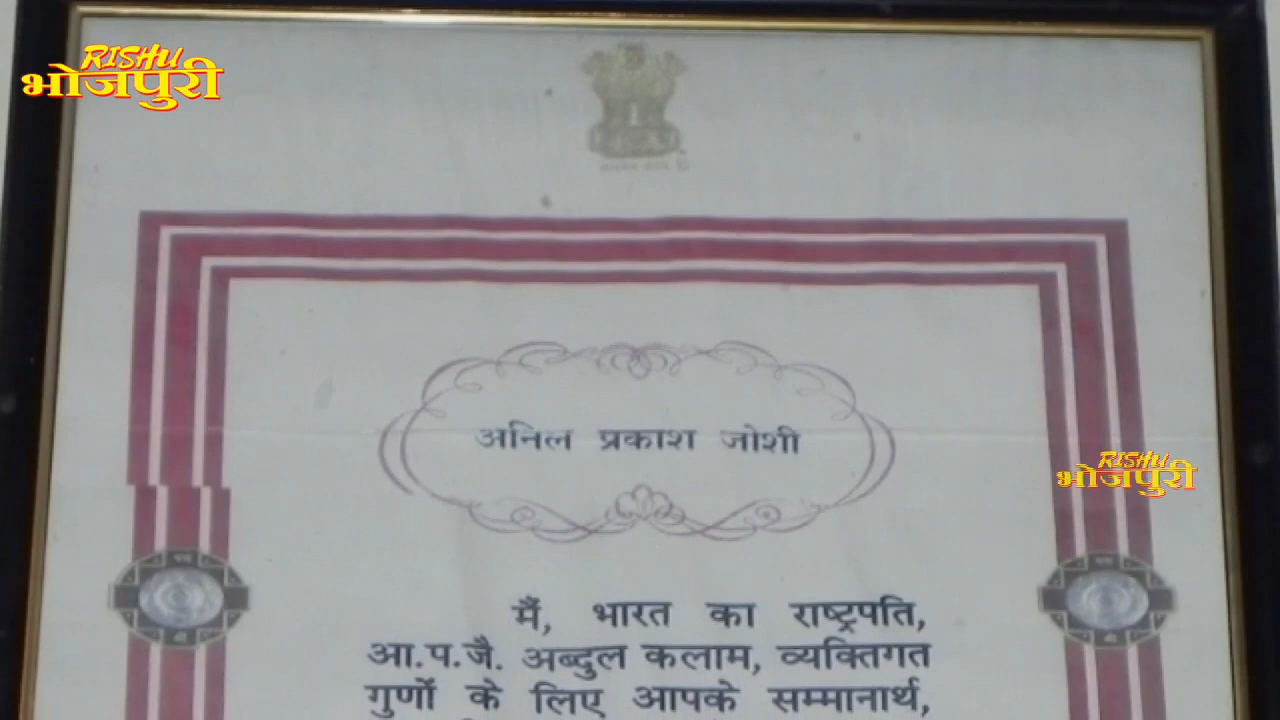 RISHU
भोजपुरी
अनिल प्रकाश जोशी
RISHU
भोजपुरी
मैं, भारत का राष्ट्रपति,
आ.प.जै. अब्दुल कलाम, व्यक्तिगत
गुणों के लिए आपके सम्मानार्थ,